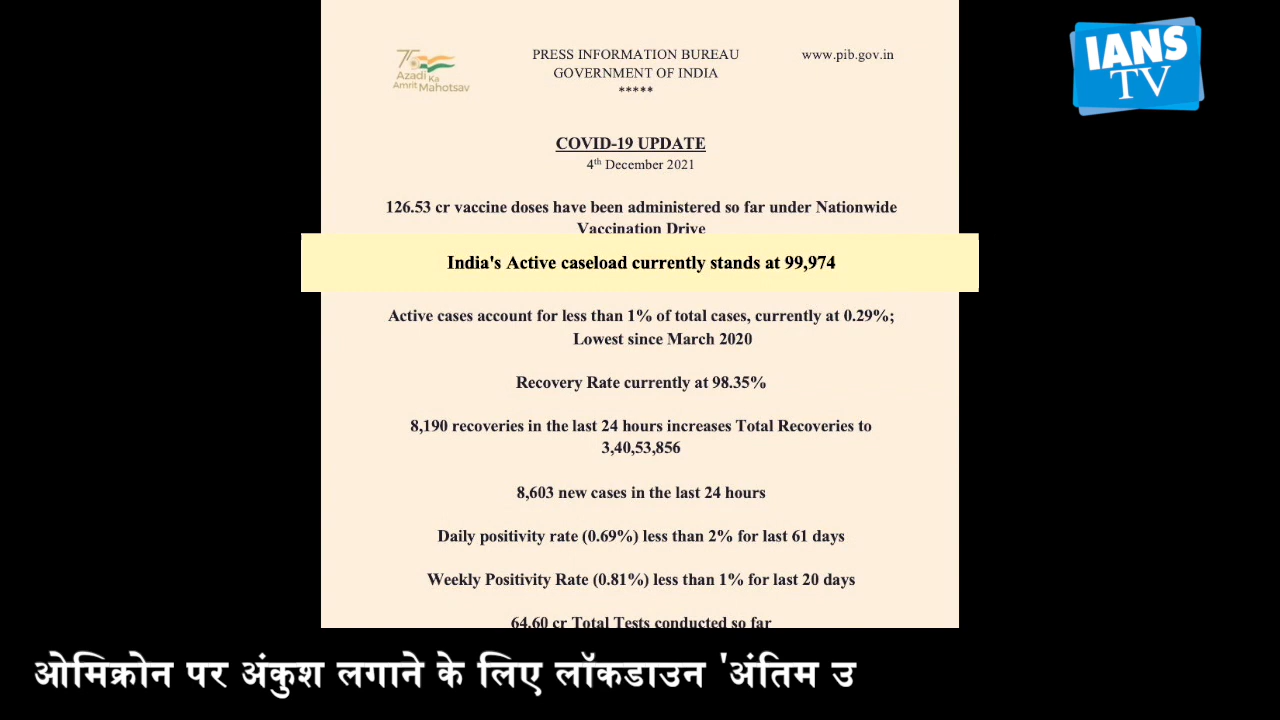 75
Azadi Ka
Amrit Mahotsav
PRESS INFORMATION BUREAU
GOVERNMENT OF INDIA
*****
www.pib.gov.in
IANS
TV
COVID-19 UPDATE
4th December 2021
126.53 cr vaccine doses have been administered so far under Nationwide
Vaccination Drive
India's Active caseload currently stands at 99,974
Active cases account for less than 1% of total cases, currently at 0.29%;
Lowest since March 2020
Recovery Rate currently at 98.35%
8,190 recoveries in the last 24 hours increases Total Recoveries to
3,40,53,856
8,603 new cases in the last 24 hours
Daily positivity rate (0.69%) less than 2% for last 61 days
Weekly Positivity Rate (0.81%) less than 1% for last 20 days
64.60 cr Total Tests conducted so far
ओमिक्रोन पर अंकुश लगाने के लिए लॉकडाउन 'अंतिम उ